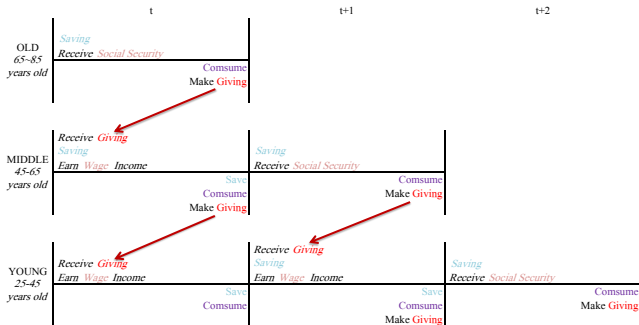 t t+1 t+2
OLD
65~85
years old
Saving
Receive Social Security
Comsume
Make Giving
MIDDLE
45-65
years old
Receive Giving
Saving
Earn Wage Income
Save
Comsume
Make Giving
Saving
Receive Social Security
Comsume
Make Giving
YOUNG
25-45
years old
Receive Giving
Earn Wage Income
Save
Comsume
Receive Giving
Saving
Earn Wage Income
Save
Comsume
Make Giving
Saving
Receive Social Security
Comsume
Make Giving